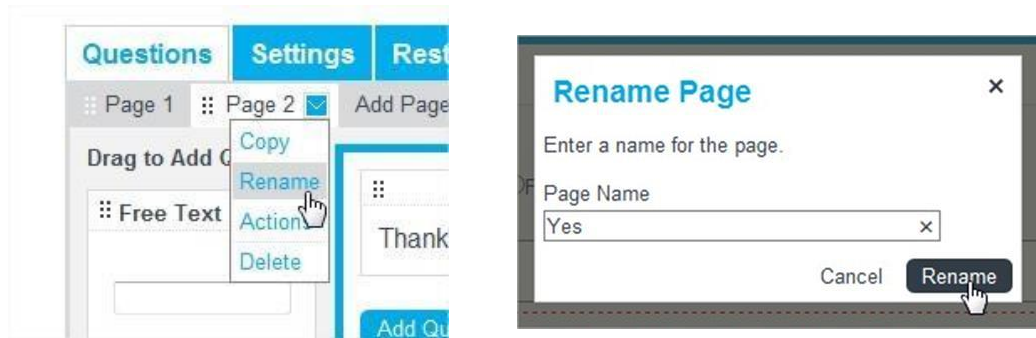 Questions Settings Rest
Page 1 Page 2 Add Page
Copy
Drag to Add Q
Rename
Free Text
Actions
Thank
Delete
Add Qu
Rename Page ×
Enter a name for the page.
Page Name
Yes ×
Cancel Rename